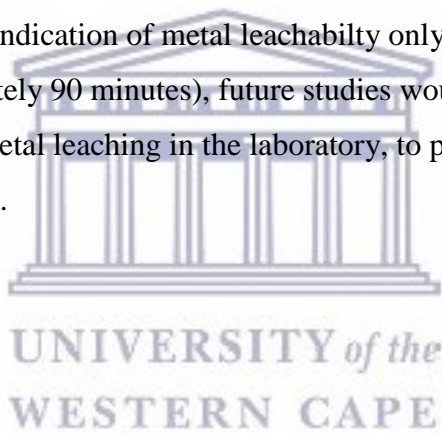 ndication of metal leachabilty only
tely 90 minutes), future studies wou
etal leaching in the laboratory, to p
.
UNIVERSITY of the
WESTERN CAPE